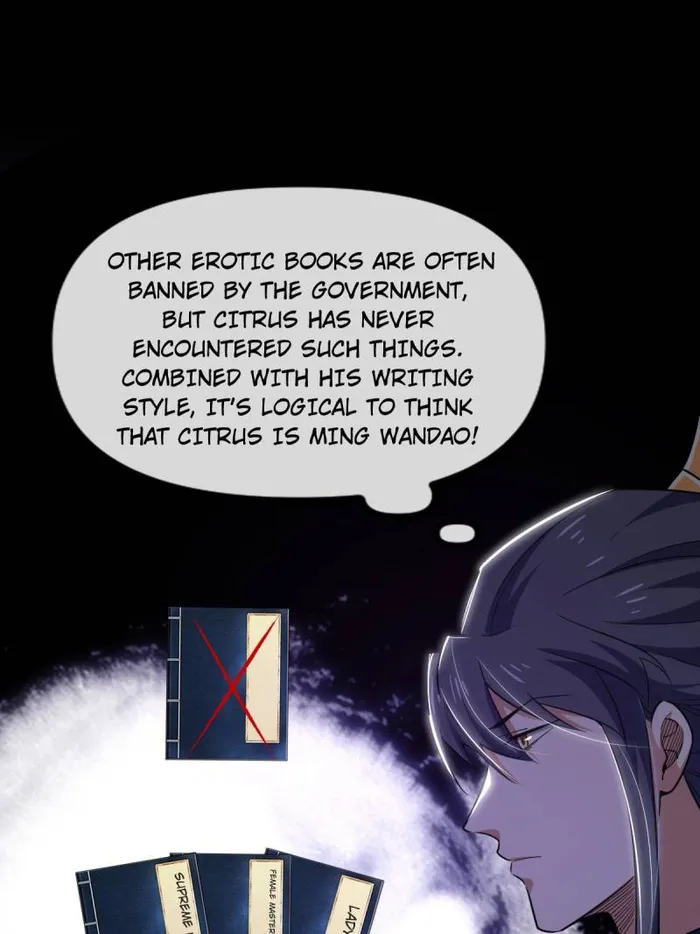 OTHER EROTIC BOOKS ARE OFTEN
BANNED BY THE GOVERNMENT,
BUT CITRUS HAS NEVER
ENCOUNTERED SUCH THINGS.
COMBINED WITH HIS WRITING
STYLE, IT'S LOGICAL TO THINK
THAT CITRUS IS MING WANDAO!
SUPREME
FEMALE MASTER
LADY